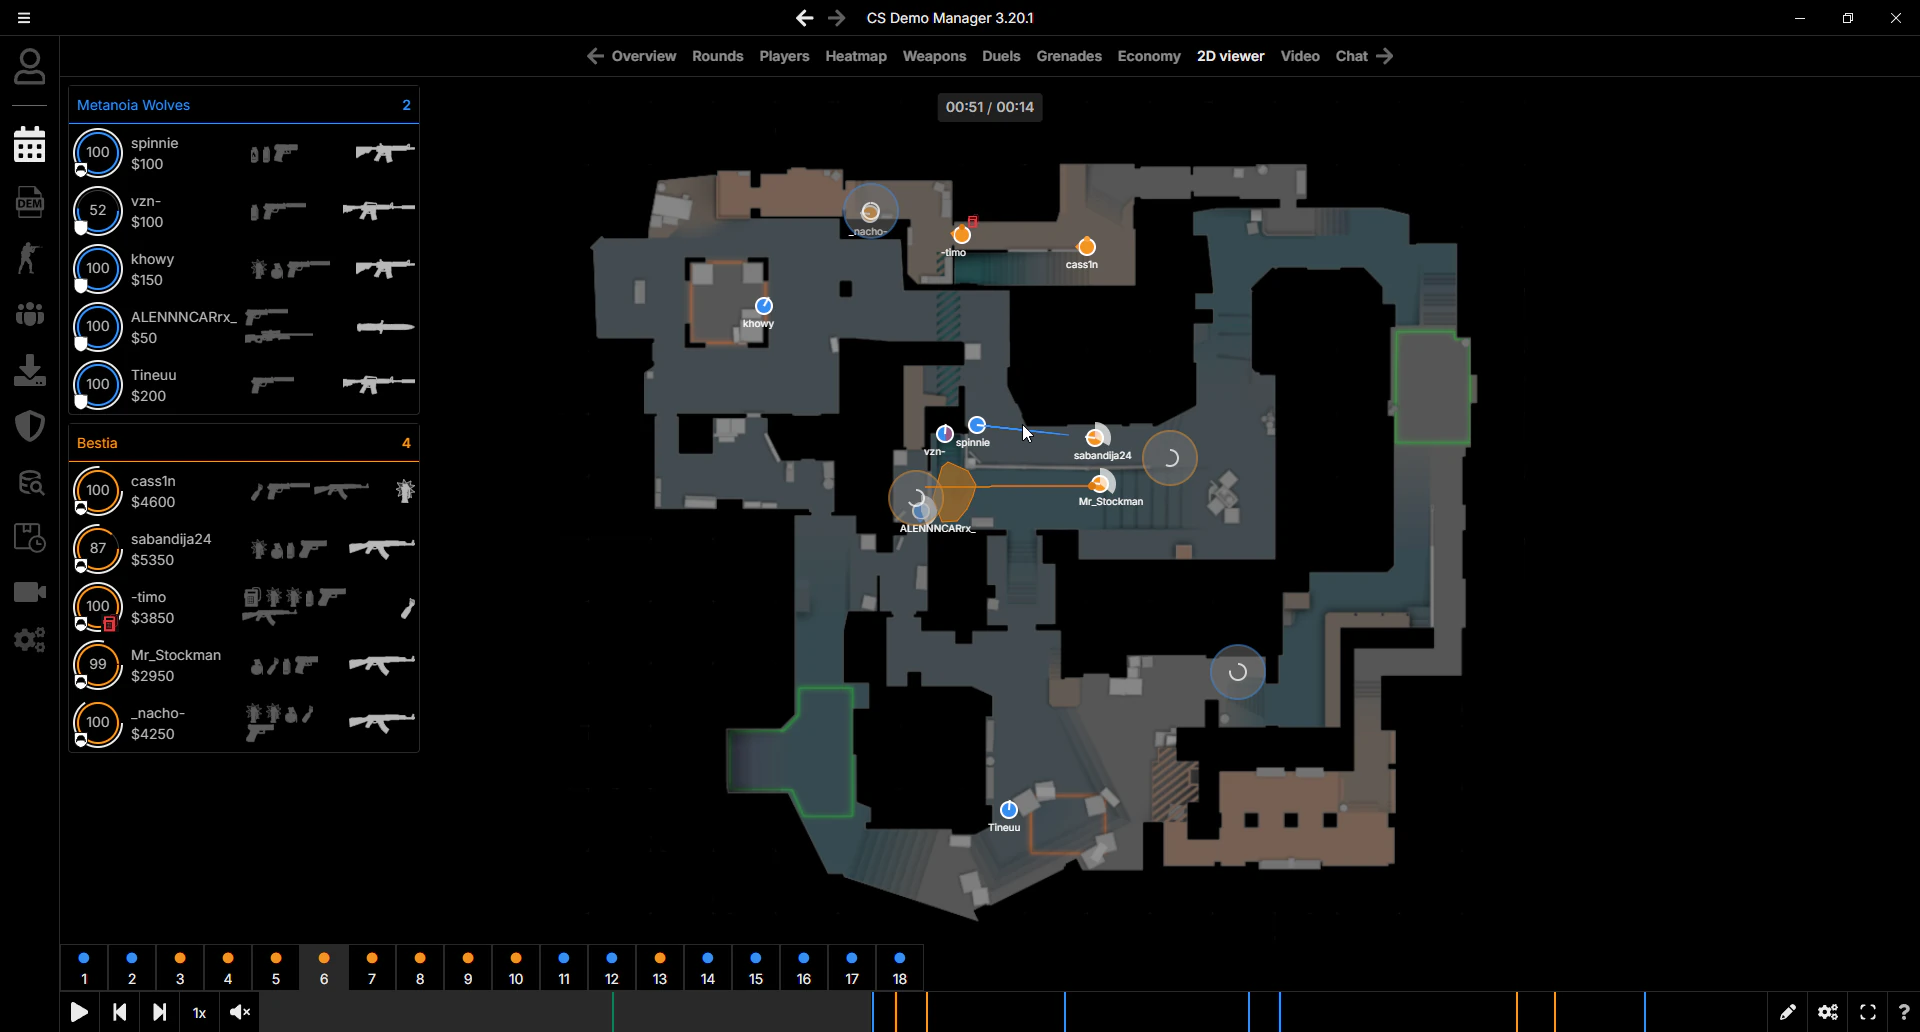 CS Demo Manager 3.20.1
Overview Rounds Players Heatmap Weapons Duels Grenades Economy 2D viewer Video Chat
00:51 / 00:14
DEM
Metanoia Wolves 2
100 spinnie
$100
52 vzn-
$100
100 khowy
$150
100 ALENNNCARrx_
$50
100 Tineuu
$200
Bestia 4
100 cass1n
$4600
87 sabandija24
$5350
100 -timo
$3850
99 Mr_Stockman
$2950
100 _nacho-
$4250
_nacho-
-timo
cass1n
khowy
spinnie
vzn-
sabandija24
Mr_Stockman
ALENNNCARrx_
Tineuu
1 2 3 4 5 6 7 8 9 10 11 12 13 14 15 16 17 18
1x
?